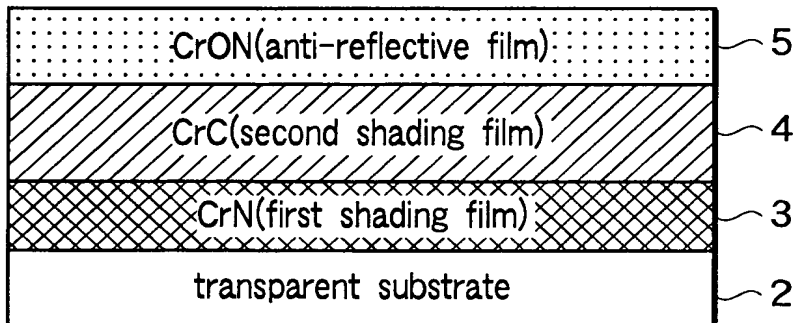 CrON(anti-reflective film) 5
CrC(second shading film) 4
CrN(first shading film) 3
transparent substrate 2